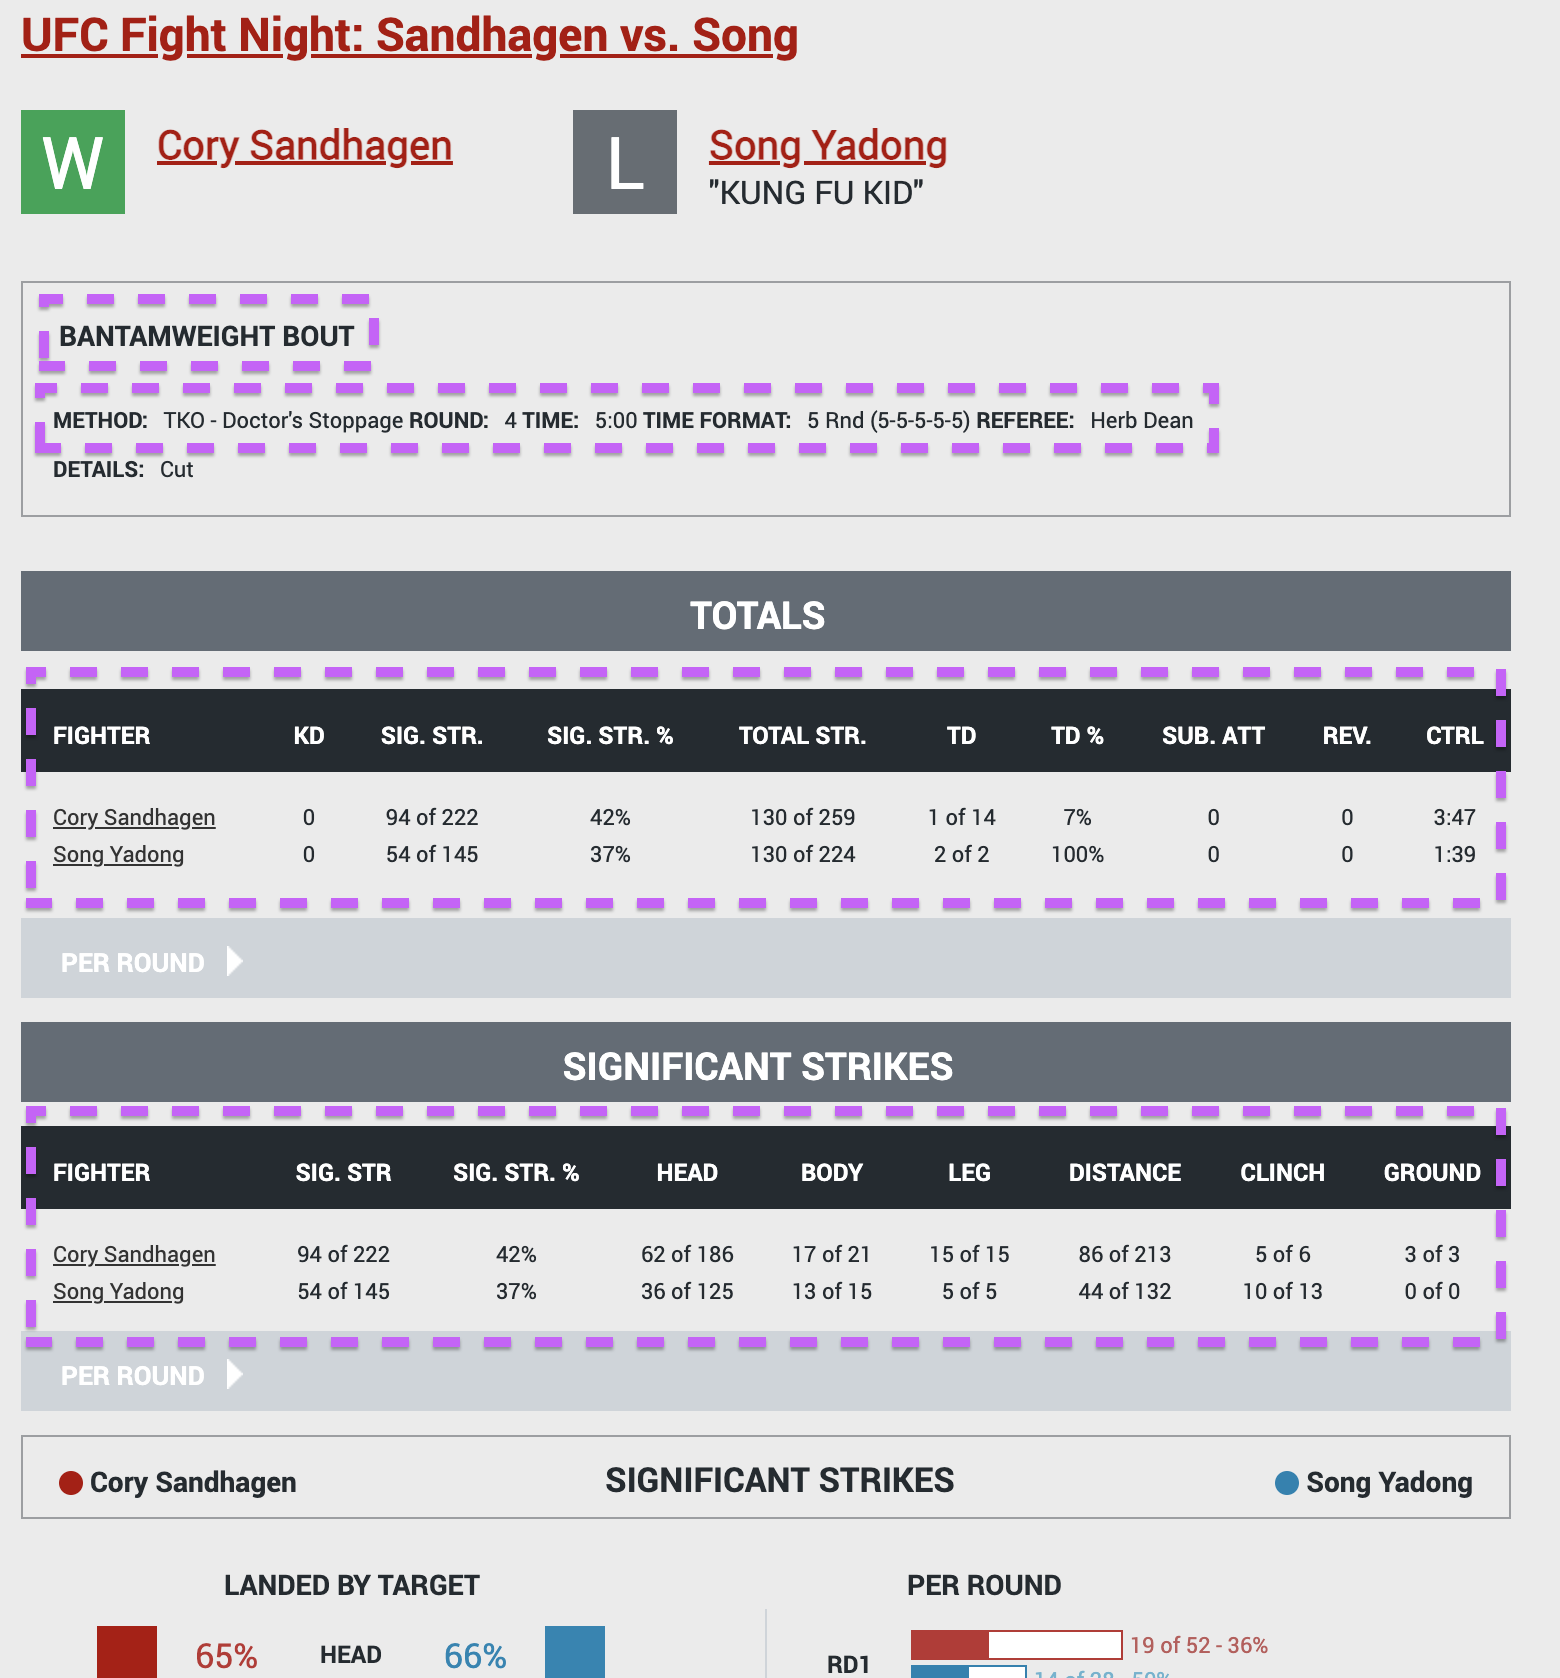 UFC Fight Night: Sandhagen vs. Song
W Cory Sandhagen L Song Yadong
"KUNG FU KID"
BANTAMWEIGHT BOUT
METHOD: TKO - Doctor's Stoppage ROUND: 4 TIME: 5:00 TIME FORMAT: 5 Rnd (5-5-5-5-5) REFEREE: Herb Dean
DETAILS: Cut
TOTALS
FIGHTER KD SIG. STR. SIG. STR. % TOTAL STR. TD TD % SUB. ATT REV. CTRL
Cory Sandhagen 0 94 of 222 42% 130 of 259 1 of 14 7% 0 0 3:47
Song Yadong 0 54 of 145 37% 130 of 224 2 of 2 100% 0 0 1:39
PER ROUND
SIGNIFICANT STRIKES
FIGHTER SIG. STR SIG. STR. % HEAD BODY LEG DISTANCE CLINCH GROUND
Cory Sandhagen 94 of 222 42% 62 of 186 17 of 21 15 of 15 86 of 213 5 of 6 3 of 3
Song Yadong 54 of 145 37% 36 of 125 13 of 15 5 of 5 44 of 132 10 of 13 0 of 0
PER ROUND
Cory Sandhagen SIGNIFICANT STRIKES Song Yadong
LANDED BY TARGET PER ROUND
65% HEAD 66% RD1 19 of 52 - 36%